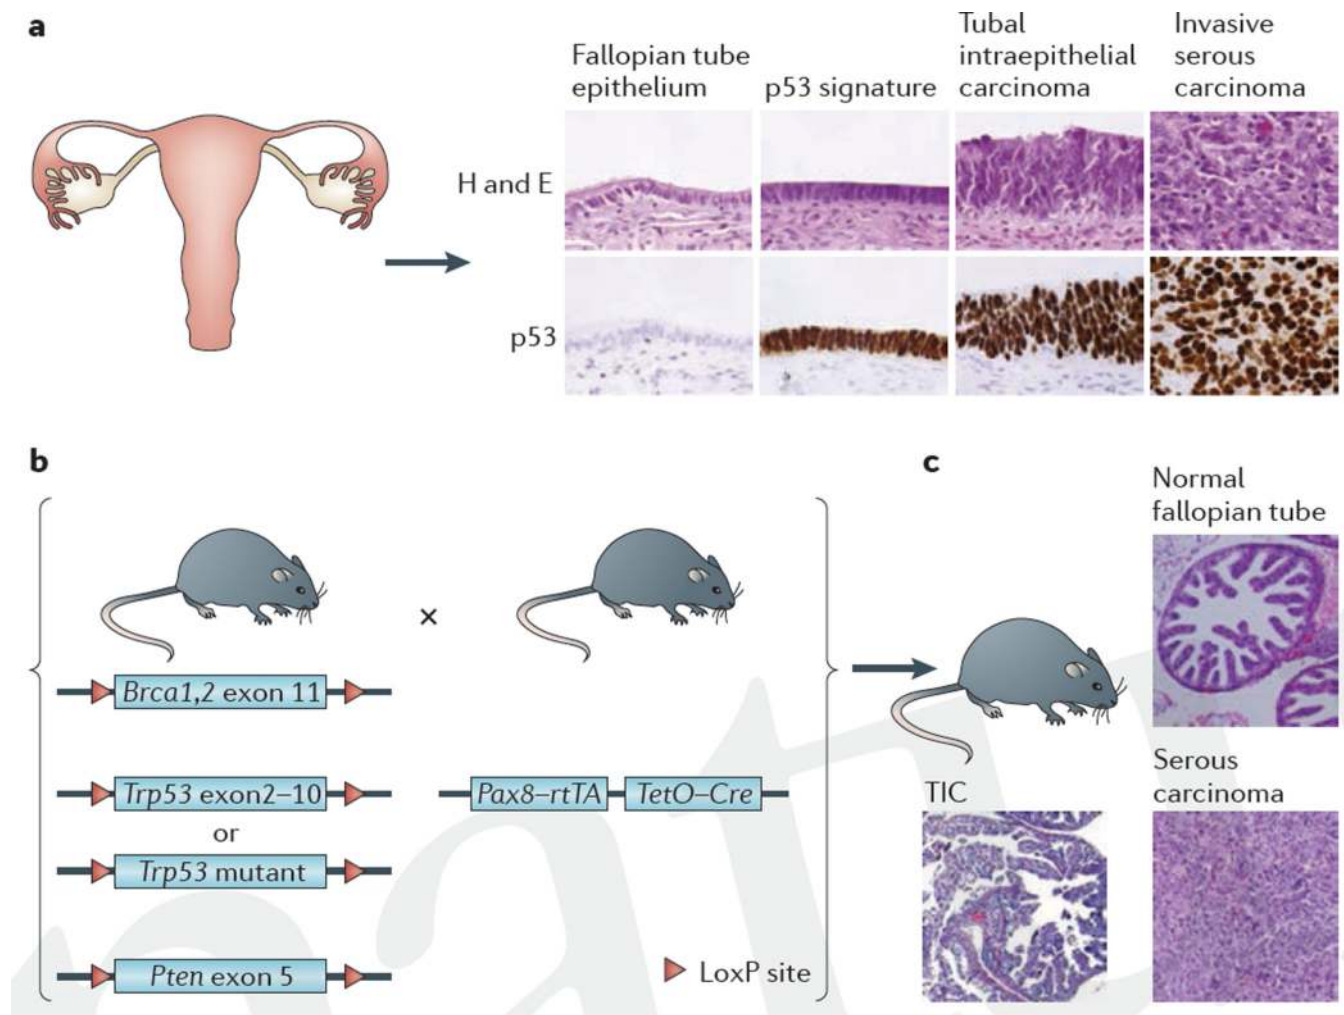 a
Fallopian tube
epithelium
p53 signature
Tubal
intraepithelial
carcinoma
Invasive
serous
carcinoma
H and E
p53
b
×
Brca1,2 exon 11
Trp53 exon2–10
or
Trp53 mutant
Pten exon 5
Pax8–rtTA
TetO–Cre
LoxP site
c
Normal
fallopian tube
TIC
Serous
carcinoma